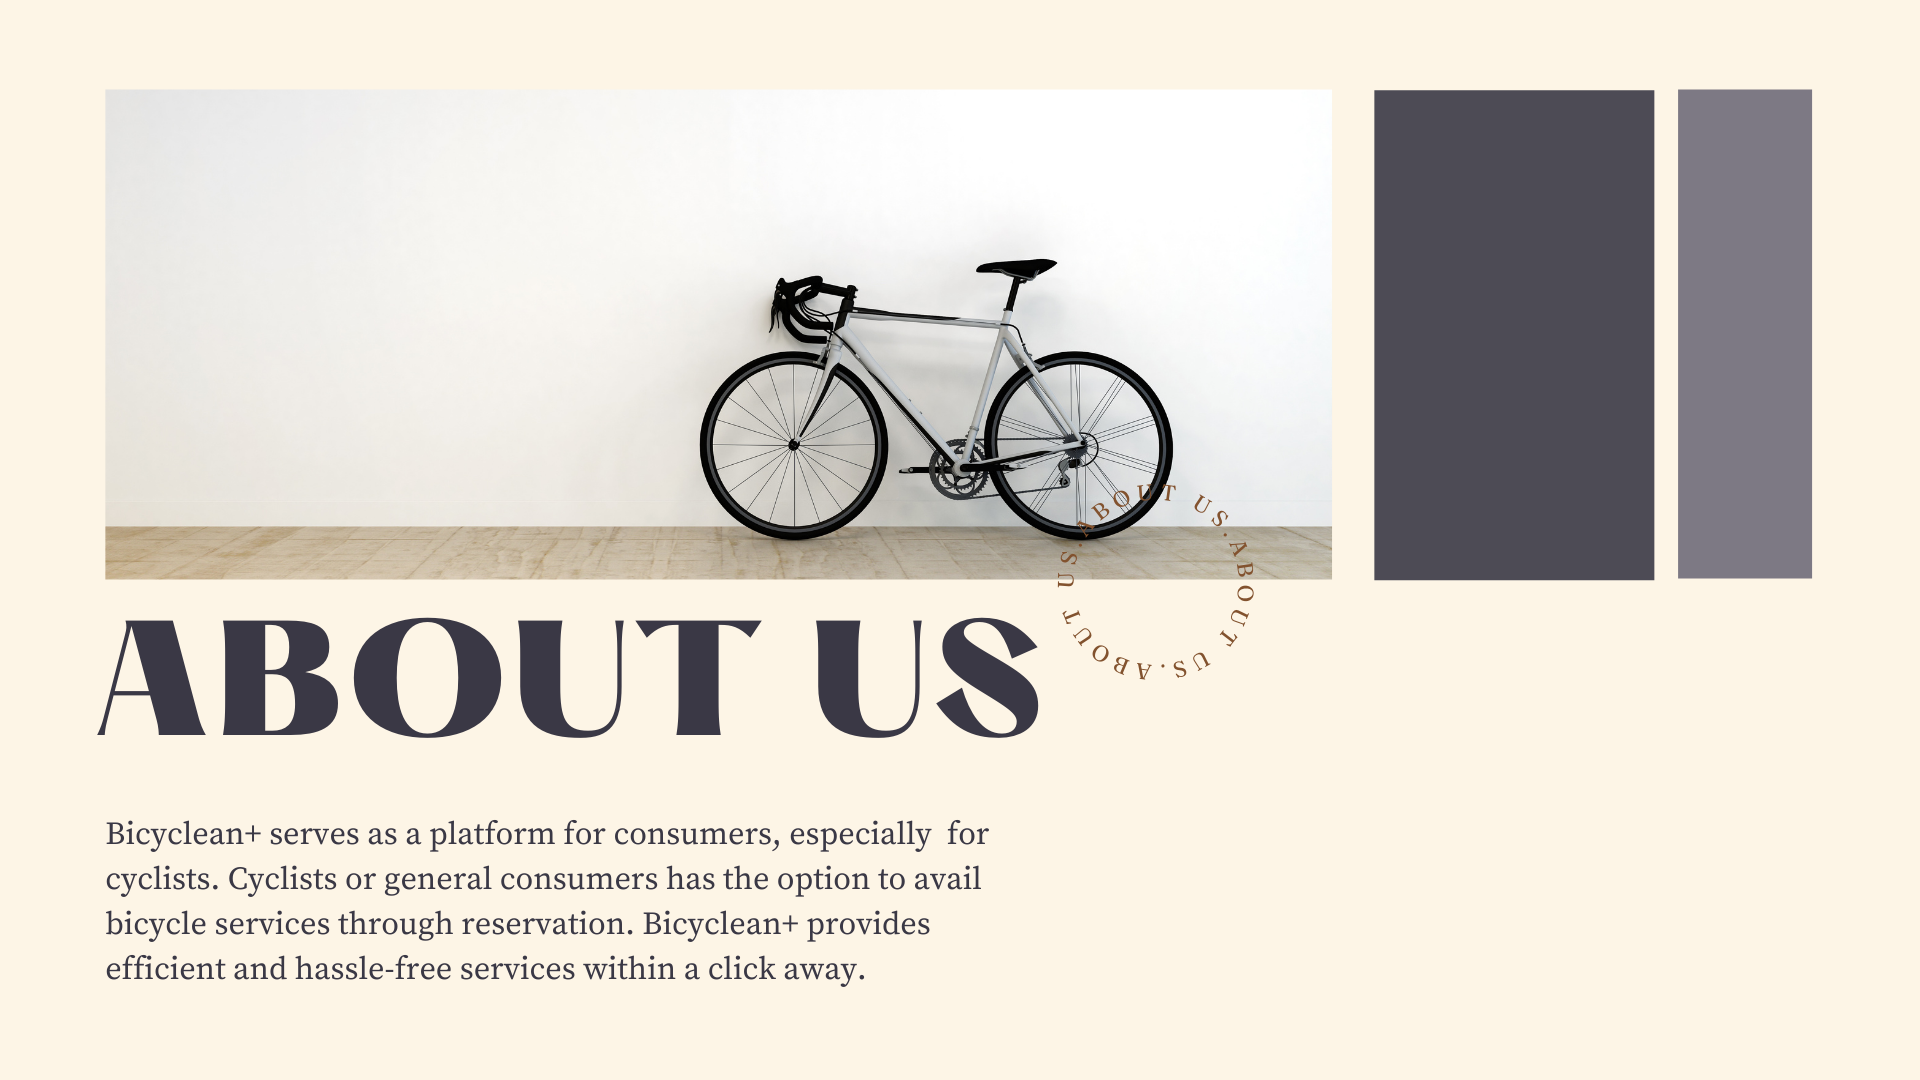 ABOUT US.ABOUT US.ABOUT US.
ABOUT US
Bicyclean+ serves as a platform for consumers, especially  for
cyclists. Cyclists or general consumers has the option to avail
bicycle services through reservation. Bicyclean+ provides
efficient and hassle-free services within a click away.